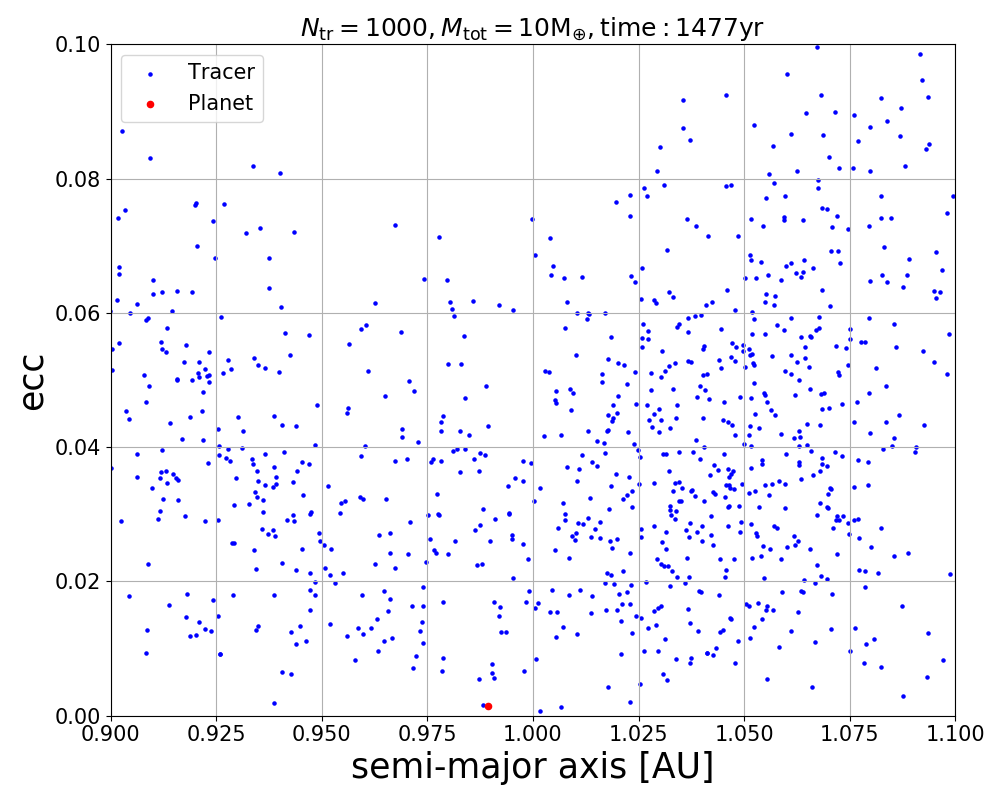 N_tr = 1000, M_tot = 10M_⊕, time : 1477yr
0.10
Tracer
Planet
0.08
0.06
ecc
0.04
0.02
0.00
0.900 0.925 0.950 0.975 1.000 1.025 1.050 1.075 1.100
semi-major axis [AU]